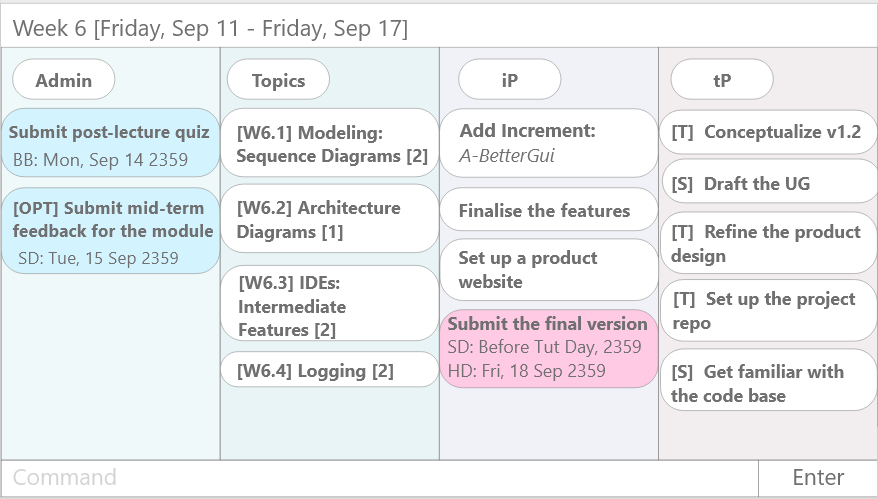 Week 6 [Friday, Sep 11 - Friday, Sep 17]
Admin
Submit post-lecture quiz
BB: Mon, Sep 14 2359
[OPT] Submit mid-term
feedback for the module
SD: Tue, 15 Sep 2359
Topics
[W6.1] Modeling:
Sequence Diagrams [2]
[W6.2] Architecture
Diagrams [1]
[W6.3] IDEs:
Intermediate
Features [2]
[W6.4] Logging [2]
iP
Add Increment:
A-BetterGui
Finalise the features
Set up a product
website
Submit the final version
SD: Before Tut Day, 2359
HD: Fri, 18 Sep 2359
tP
[T] Conceptualize v1.2
[S] Draft the UG
[T] Refine the product
design
[T] Set up the project
repo
[S] Get familiar with
the code base
Command
Enter